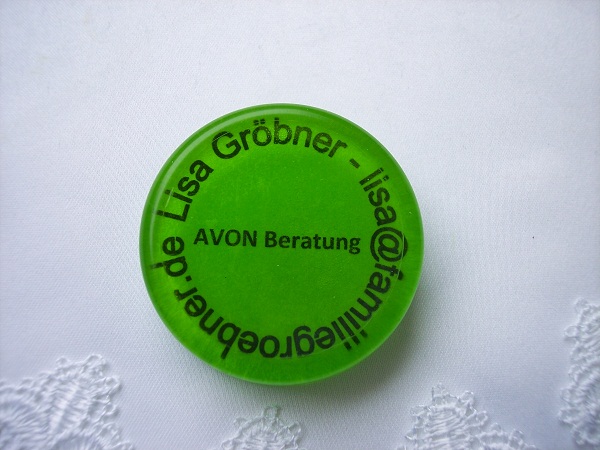 Lisa Gröbner - lisa@familiegroebner.de
AVON Beratung